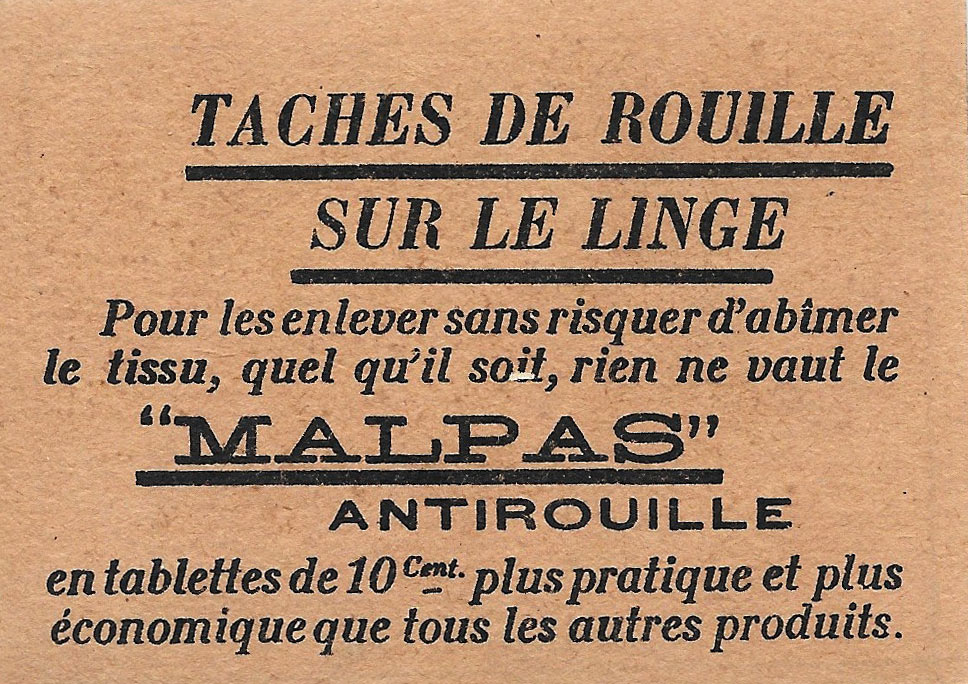 TACHES DE ROUILLE
SUR LE LINGE
Pour les enlever sans risquer d'abîmer
le tissu, quel qu'il soit, rien ne vaut le
“MALPAS”
ANTIROUILLE
en tablettes de 10 Cent. plus pratique et plus
économique que tous les autres produits.